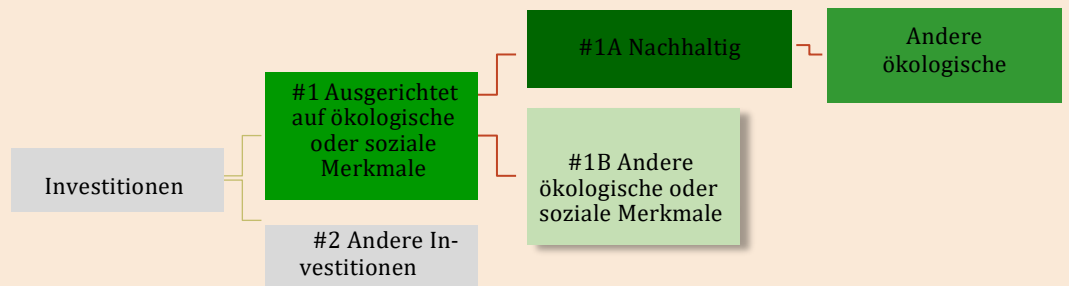 Investitionen
#1 Ausgerichtet
auf ökologische
oder soziale
Merkmale
#2 Andere In-
vestitionen
#1A Nachhaltig
#1B Andere
ökologische oder
soziale Merkmale
Andere
ökologische